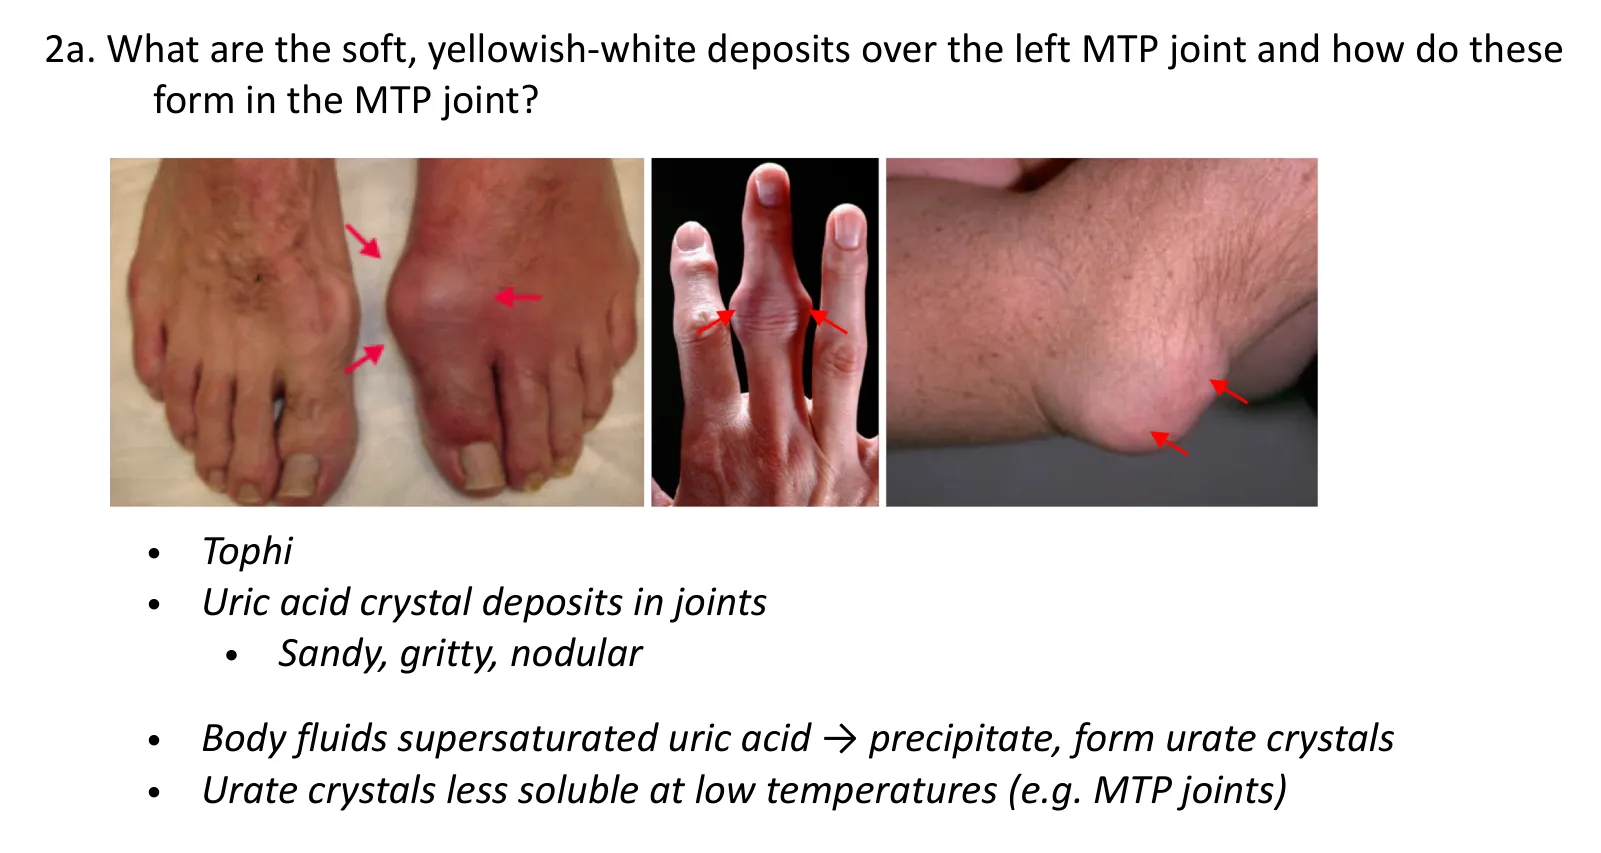 2a. What are the soft, yellowish-white deposits over the left MTP joint and how do these
form in the MTP joint?
• Tophi
• Uric acid crystal deposits in joints
• Sandy, gritty, nodular
• Body fluids supersaturated uric acid → precipitate, form urate crystals
• Urate crystals less soluble at low temperatures (e.g. MTP joints)